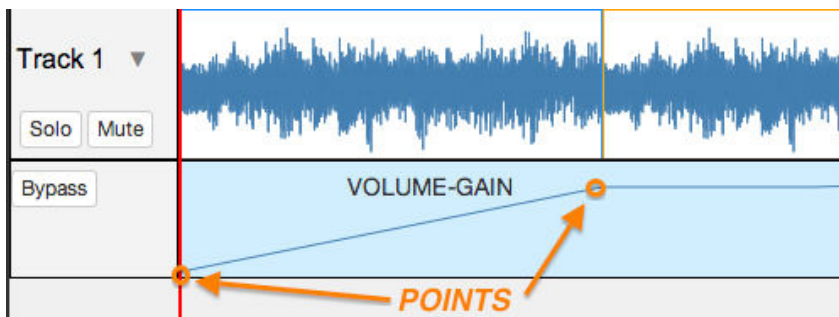 Track 1
Solo Mute
Bypass
VOLUME-GAIN
POINTS